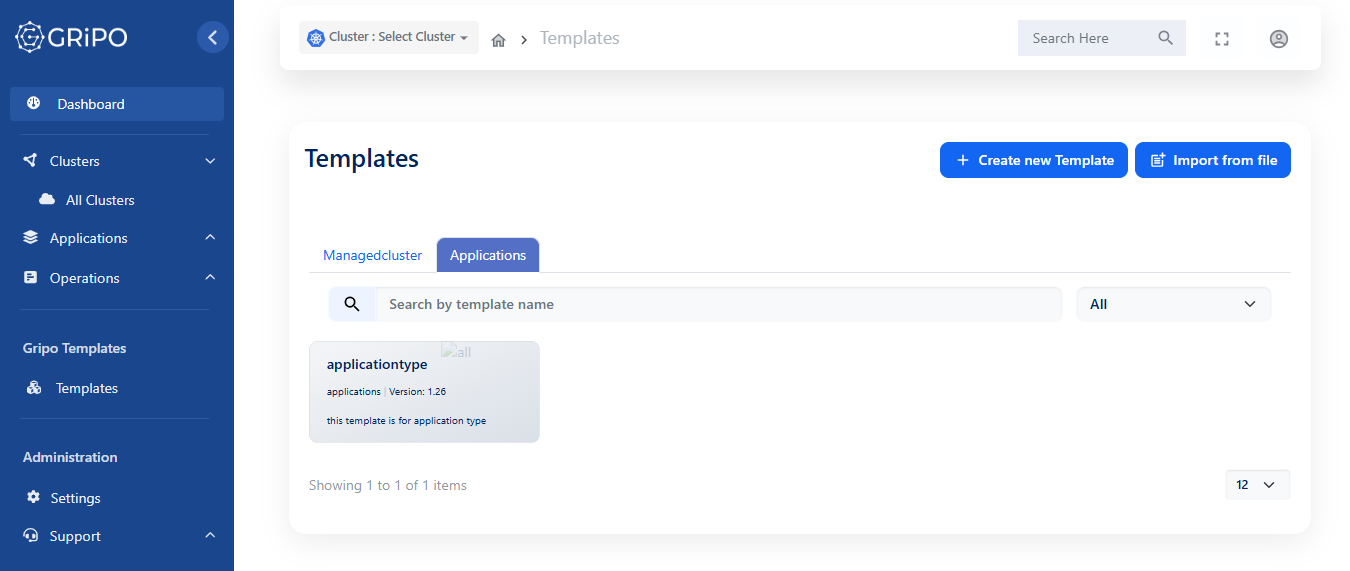 GRiPO
Dashboard
Clusters
All Clusters
Applications
Operations
Gripo Templates
Templates
Administration
Settings
Support
Cluster : Select Cluster
Templates
Search Here
Templates
Create new Template
Import from file
Managedcluster
Applications
Search by template name
All
all
applicationtype
applications | Version: 1.26
this template is for application type
Showing 1 to 1 of 1 items
12